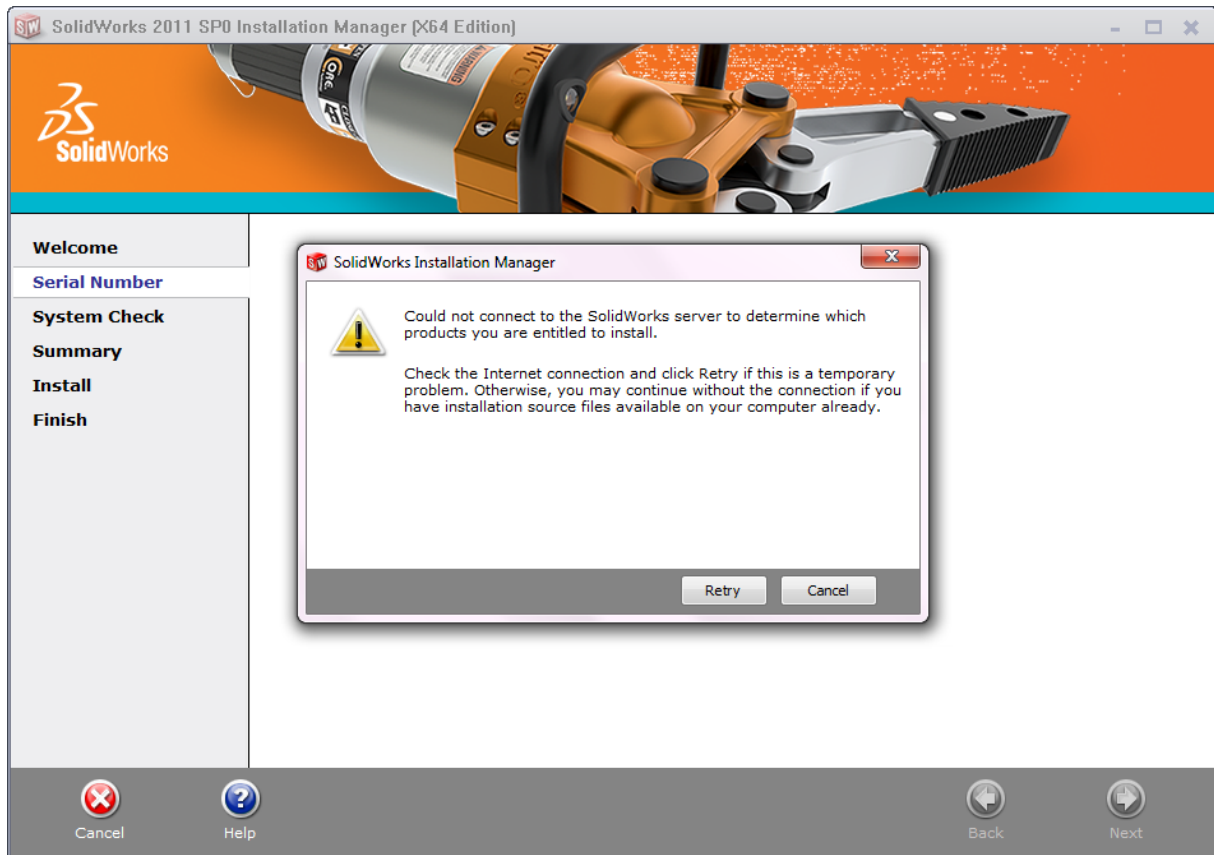 SolidWorks 2011 SP0 Installation Manager (X64 Edition)
SolidWorks
Welcome
Serial Number
System Check
Summary
Install
Finish
SolidWorks Installation Manager
Could not connect to the SolidWorks server to determine which
products you are entitled to install.
Check the Internet connection and click Retry if this is a temporary
problem. Otherwise, you may continue without the connection if you
have installation source files available on your computer already.
Retry
Cancel
Cancel
Help
Back
Next